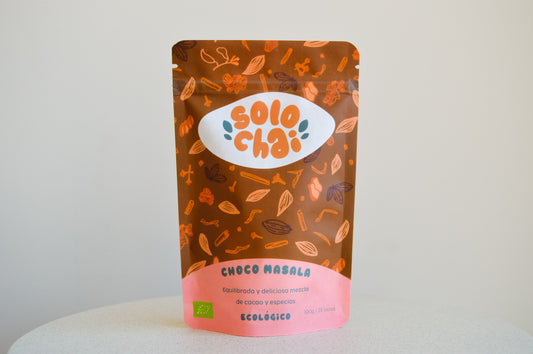 solo
chai
CHOCO MASALA
Equilibrada y deliciosa mezcla
de cacao y especias
ECOLÓGICO